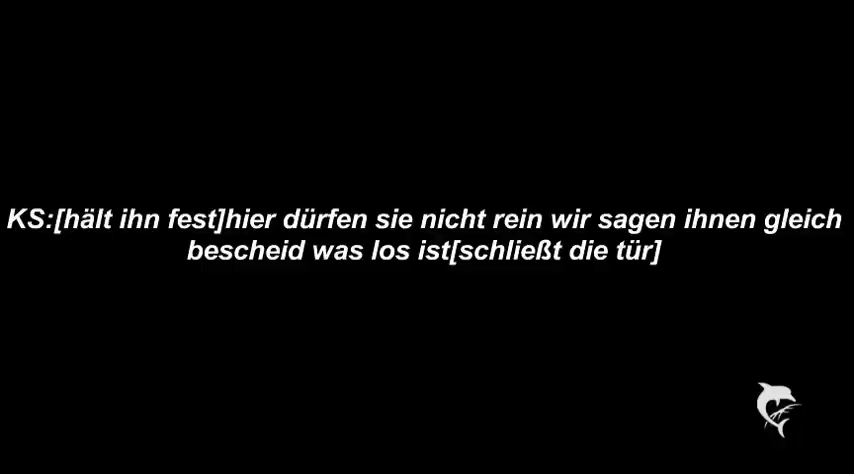 KS:[hält ihn fest]hier dürfen sie nicht rein wir sagen ihnen gleich
bescheid was los ist[schließt die tür]